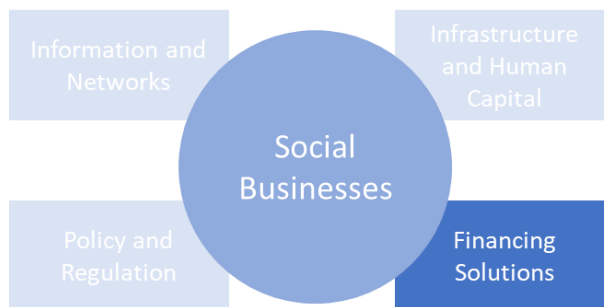 Information and
Networks
Infrastructure
and Human
Capital
Social
Businesses
Policy and
Regulation
Financing
Solutions